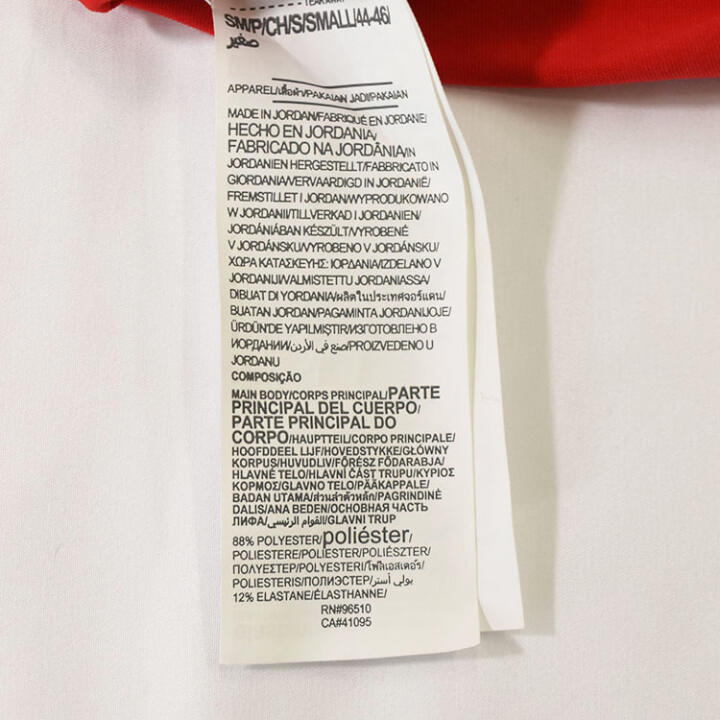 SM/P/CH/S/SMALL/44-46/
صغير
APPAREL/เสื้อผ้า/PAKAIAN JADI/PAKAIAN
MADE IN JORDAN/FABRIQUÉ EN JORDANIE/
HECHO EN JORDANIA/
FABRICADO NA JORDÂNIA/IN
JORDANIEN HERGESTELLT/FABBRICATO IN
GIORDANIA/VERVAARDIGD IN JORDANIË/
FREMSTILLET I JORDAN/WYPRODUKOWANO
W JORDANII/TILLVERKAD I JORDANIEN/
JORDÁNIÁBAN KÉSZÜLT/VYROBENÉ
V JORDÁNSKU/VYROBENO V JORDÁNSKU/
ΧΩΡΑ ΚΑΤΑΣΚΕΥΗΣ: ΙΟΡΔΑΝΙΑ/IZDELANO V
JORDANIJI/VALMISTETTU JORDANIASSA/
DIBUAT DI YORDANIA/ผลิตในประเทศจอร์แดน/
BUATAN JORDAN/PAGAMINTA JORDANIJOJE/
ÜRDÜN'DE YAPILMIŞTIR/ИЗГОТОВЛЕНО В
ИОРДАНИИ/صنع في الأردن/PROIZVEDENO U
JORDANU
COMPOSIÇÃO
MAIN BODY/CORPS PRINCIPAL/PARTE
PRINCIPAL DEL CUERPO/
PARTE PRINCIPAL DO
CORPO/HAUPTTEIL/CORPO PRINCIPALE/
HOOFDDEEL LIJF/HOVEDSTYKKE/GŁÓWNY
KORPUS/HUVUDLIV/FŐRÉSZ FŐDARABJA/
HLAVNÉ TELO/HLAVNÍ ČÁST TRUPU/ΚΥΡΙΟΣ
ΚΟΡΜΟΣ/GLAVNO TELO/PÄÄKAPPALE/
BADAN UTAMA/ส่วนลำตัวหลัก/PAGRINDINĖ
DALIS/ANA BEDEN/ОСНОВНАЯ ЧАСТЬ
ЛИФА/القوام الرئيسي/GLAVNI TRUP
88% POLYESTER/poliéster/
POLIESTERE/POLIESTER/POLIÉSZTER/
ΠΟΛΥΕΣΤΕΡ/POLYESTERI/โพลีเอสเตอร์/
POLIESTERIS/ПОЛИЭСТЕР/بولي أستر
12% ELASTANE/ÉLASTHANNE/
RN#96510
CA#41095